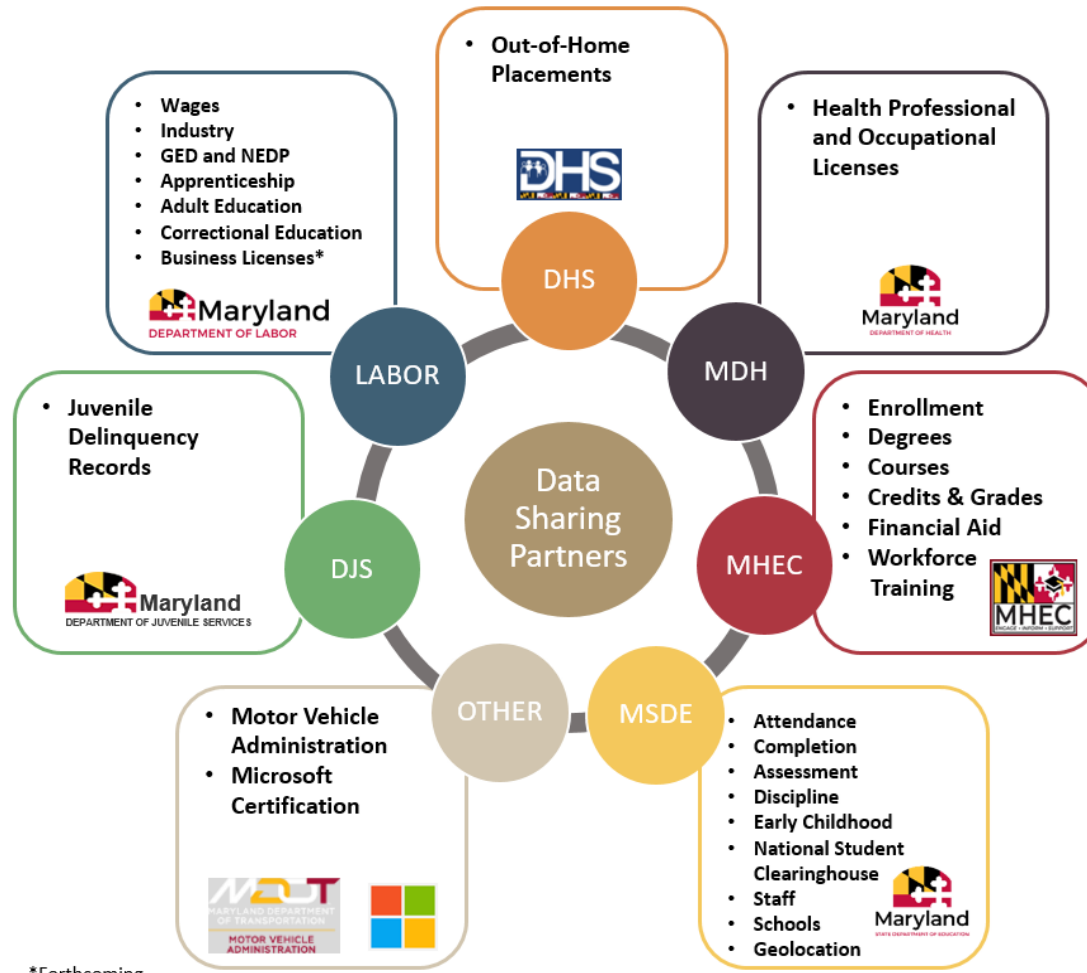 • Out-of-Home
Placements
DHS
DHS
• Wages
• Industry
• GED and NEDP
• Apprenticeship
• Adult Education
• Correctional Education
• Business Licenses*
Maryland
DEPARTMENT OF LABOR
LABOR
• Health Professional
and Occupational
Licenses
Maryland
DEPARTMENT OF HEALTH
MDH
• Juvenile
Delinquency
Records
Maryland
DEPARTMENT OF JUVENILE SERVICES
DJS
Data
Sharing
Partners
• Enrollment
• Degrees
• Courses
• Credits & Grades
• Financial Aid
• Workforce
Training
MHEC
ENGAGE • INFORM • SUPPORT
MHEC
OTHER
• Motor Vehicle
Administration
• Microsoft
Certification
MDOT
MARYLAND DEPARTMENT
OF TRANSPORTATION
MOTOR VEHICLE
ADMINISTRATION
MSDE
• Attendance
• Completion
• Assessment
• Discipline
• Early Childhood
• National Student
Clearinghouse
• Staff
• Schools
• Geolocation
Maryland
STATE DEPARTMENT OF EDUCATION
*Forthcoming